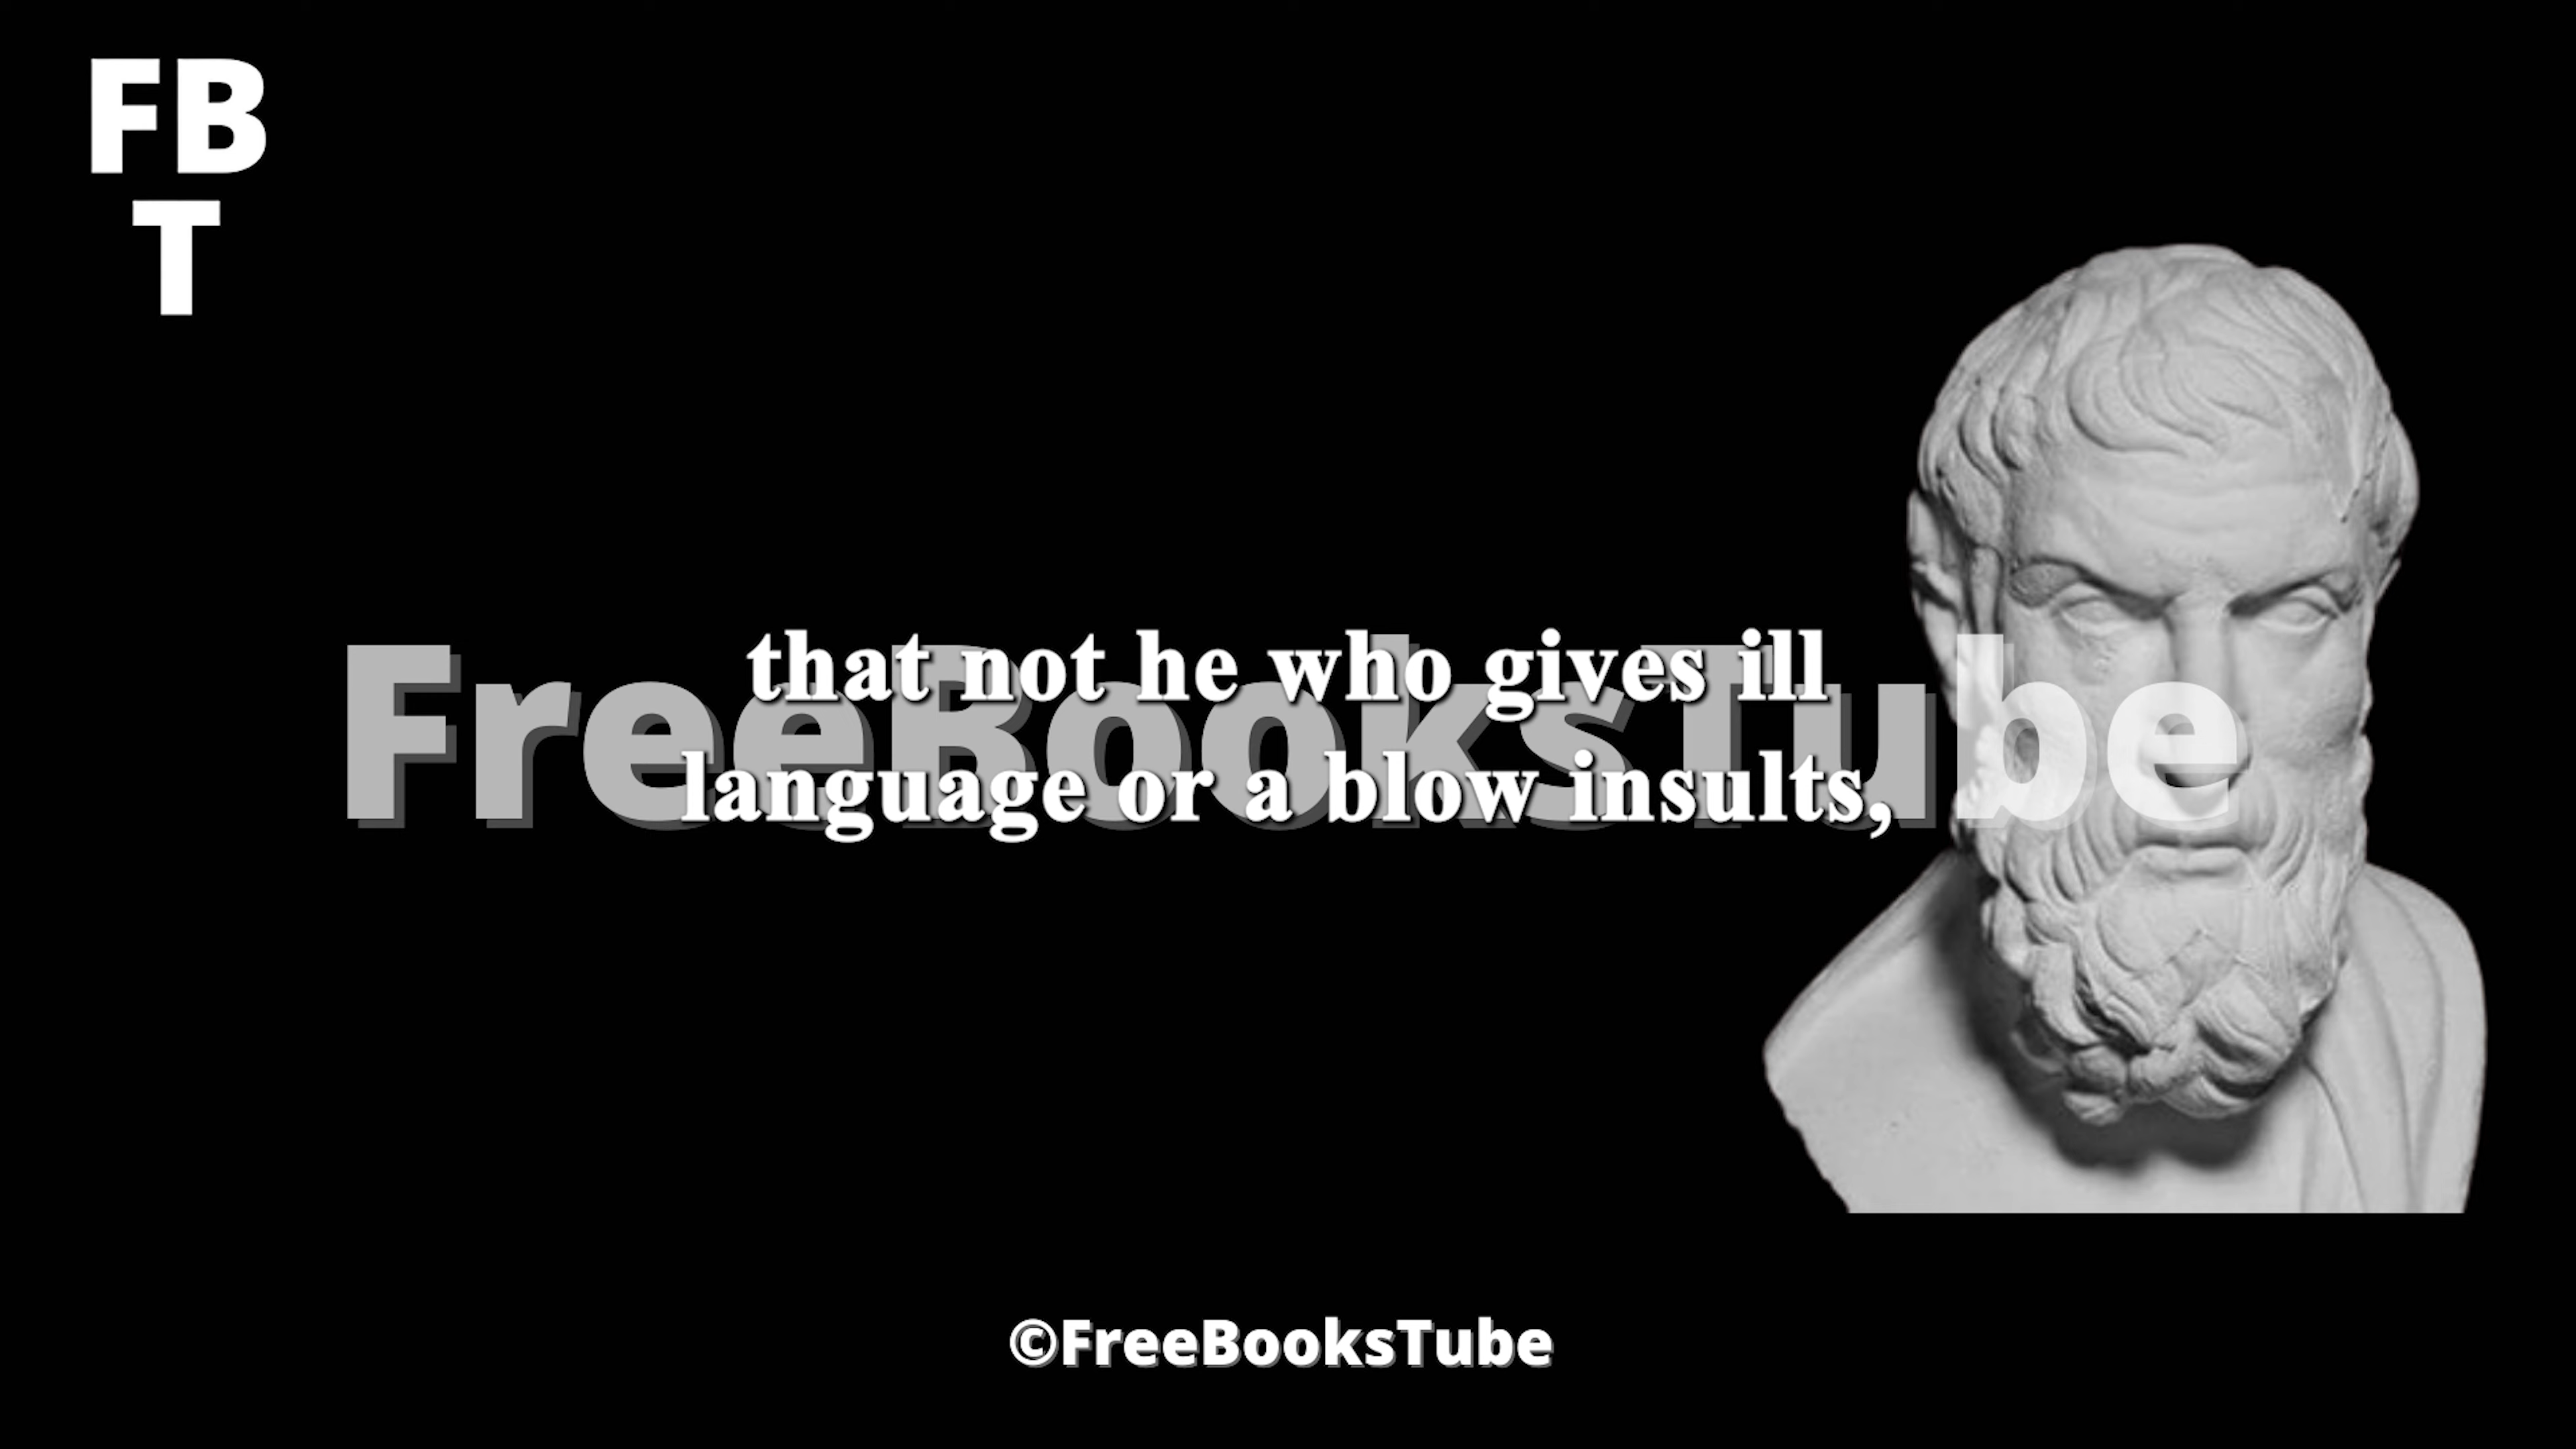 FB
T
that not he who gives ill
FreeBooksTube
language or a blow insults,
©FreeBooksTube